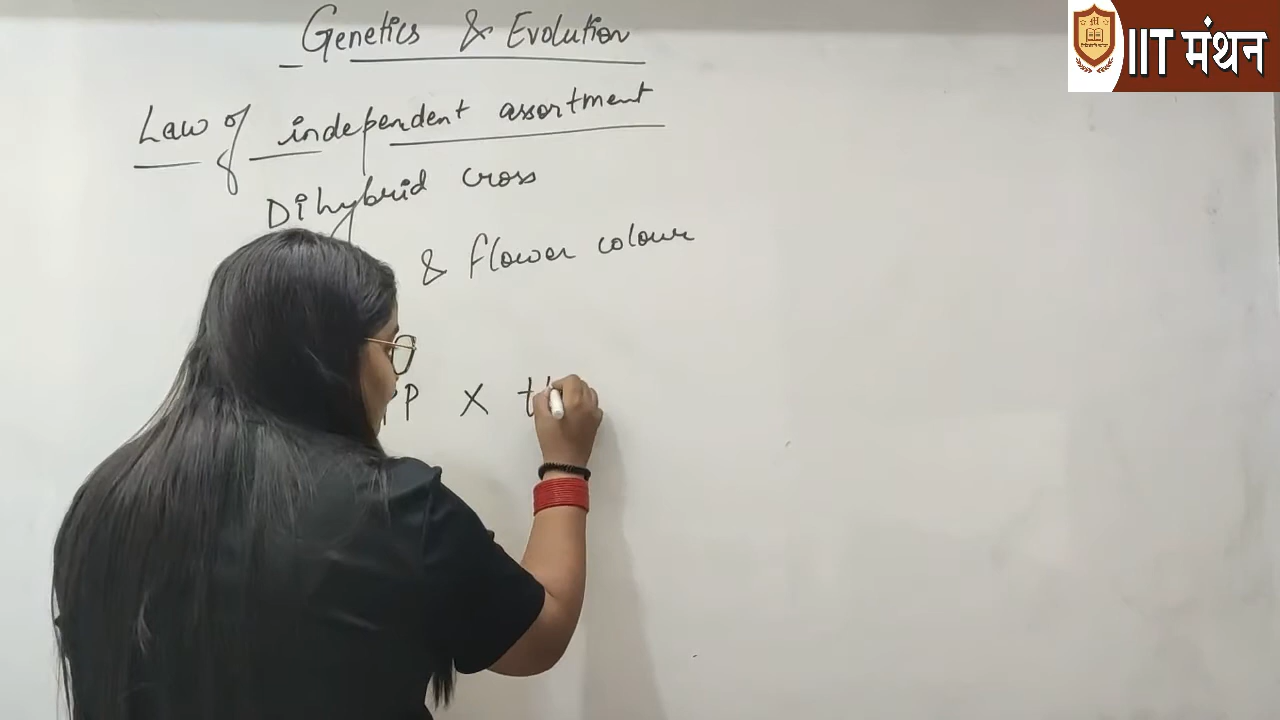 Genetics & Evolution
Law of independent assortment
Dihybrid cross
& flower colour
P X t
IIT मंथन